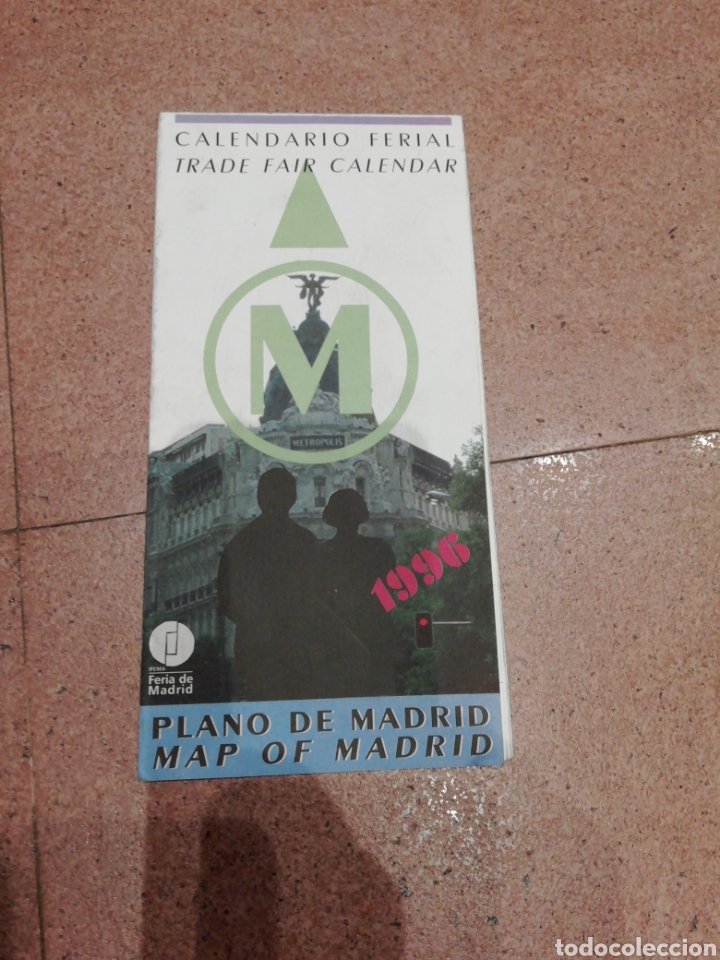 CALENDARIO FERIAL
TRADE FAIR CALENDAR
M
METROPOLIS
1996
IFEMA
Feria de
Madrid
PLANO DE MADRID
MAP OF MADRID
todocoleccion